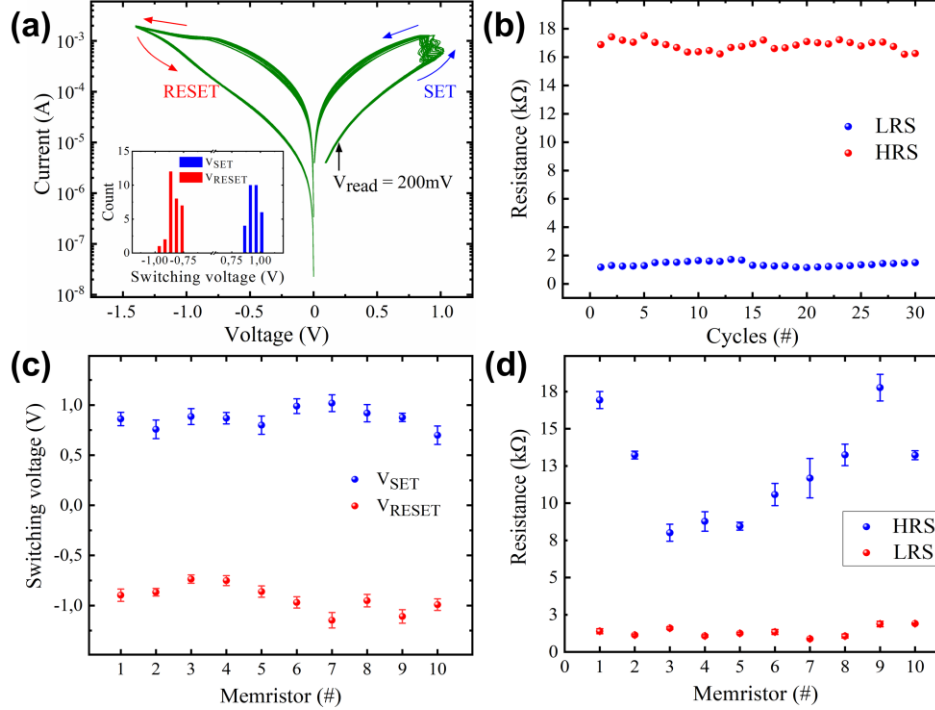 (a)
Current (A)
10⁻³
10⁻⁴
10⁻⁵
10⁻⁶
10⁻⁷
10⁻⁸
RESET
SET
V_read = 200mV
Count
15
10
5
0
V_SET
V_RESET
-1,00 -0,75 0,75 1,00
Switching voltage (V)
-1.5 -1.0 -0.5 0.0 0.5 1.0
Voltage (V)
(b)
Resistance (kΩ)
18
16
14
12
10
8
6
4
2
0
LRS
HRS
0 5 10 15 20 25 30
Cycles (#)
(c)
Switching voltage (V)
1,0
0,5
0,0
-0,5
-1,0
V_SET
V_RESET
1 2 3 4 5 6 7 8 9 10
Memristor (#)
(d)
Resistance (kΩ)
18
15
13
10
8
5
3
0
HRS
LRS
0 1 2 3 4 5 6 7 8 9 10
Memristor (#)